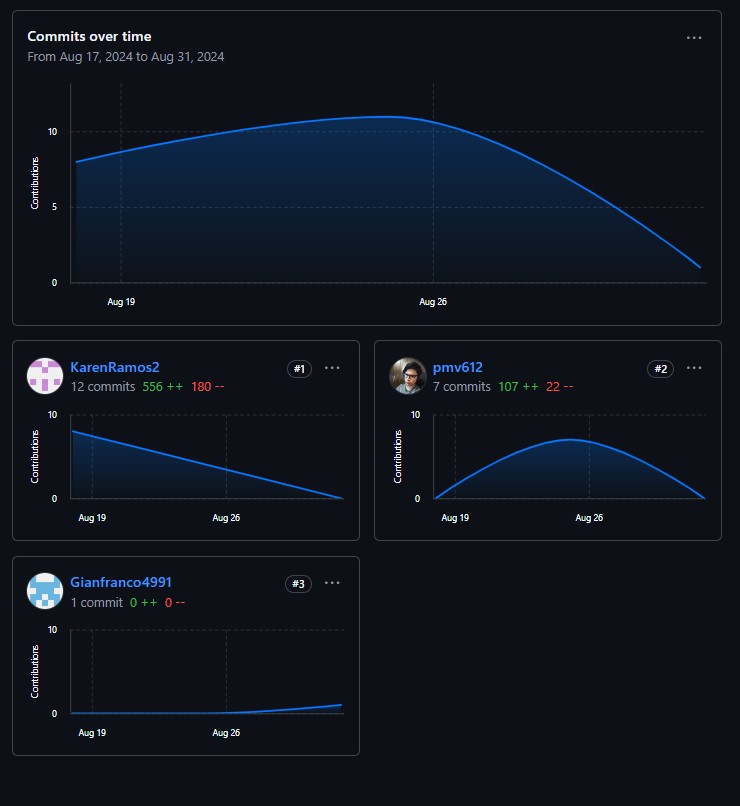 Commits over time
From Aug 17, 2024 to Aug 31, 2024
Contributions
10
5
0
Aug 19 Aug 26
KarenRamos2 #1
12 commits 556 ++ 180 --
Contributions
10
0
Aug 19 Aug 26
pmv612 #2
7 commits 107 ++ 22 --
Contributions
10
0
Aug 19 Aug 26
Gianfranco4991 #3
1 commit 0 ++ 0 --
Contributions
10
0
Aug 19 Aug 26